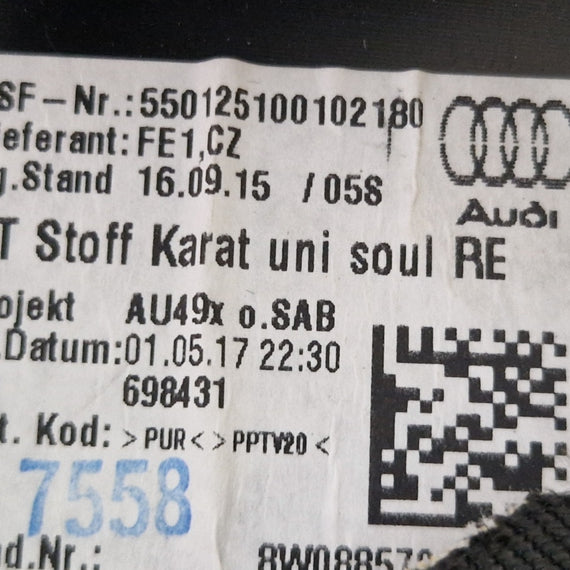 SF-Nr.:550125100102180
eferant: FE1,CZ
g.Stand 16.09.15 /05S
Audi
T Stoff Karat uni soul RE
ojekt AU49x o.SAB
.Datum:01.05.17 22:30
698431
t. Kod: >PUR<>PPTV20<
7558
d.Nr.: 8W088570